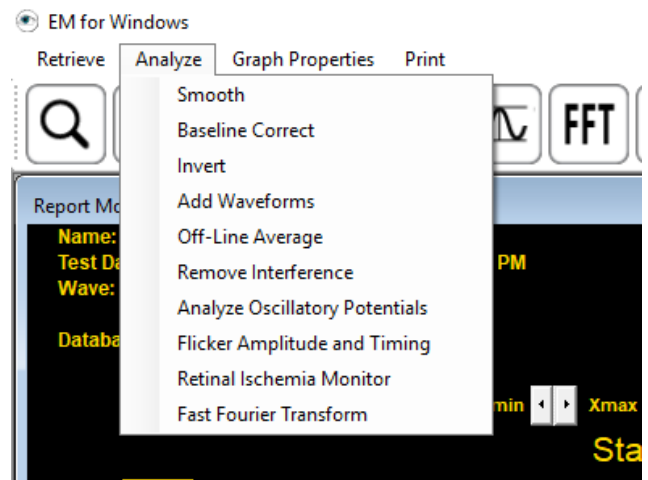 EM for Windows
Retrieve Analyze Graph Properties Print
Smooth
Baseline Correct
Invert
Add Waveforms
Off-Line Average
Remove Interference
Analyze Oscillatory Potentials
Flicker Amplitude and Timing
Retinal Ischemia Monitor
Fast Fourier Transform
FFT
Report Mo
Name:
Test Da PM
Wave:
Databa
min Xmax
Sta